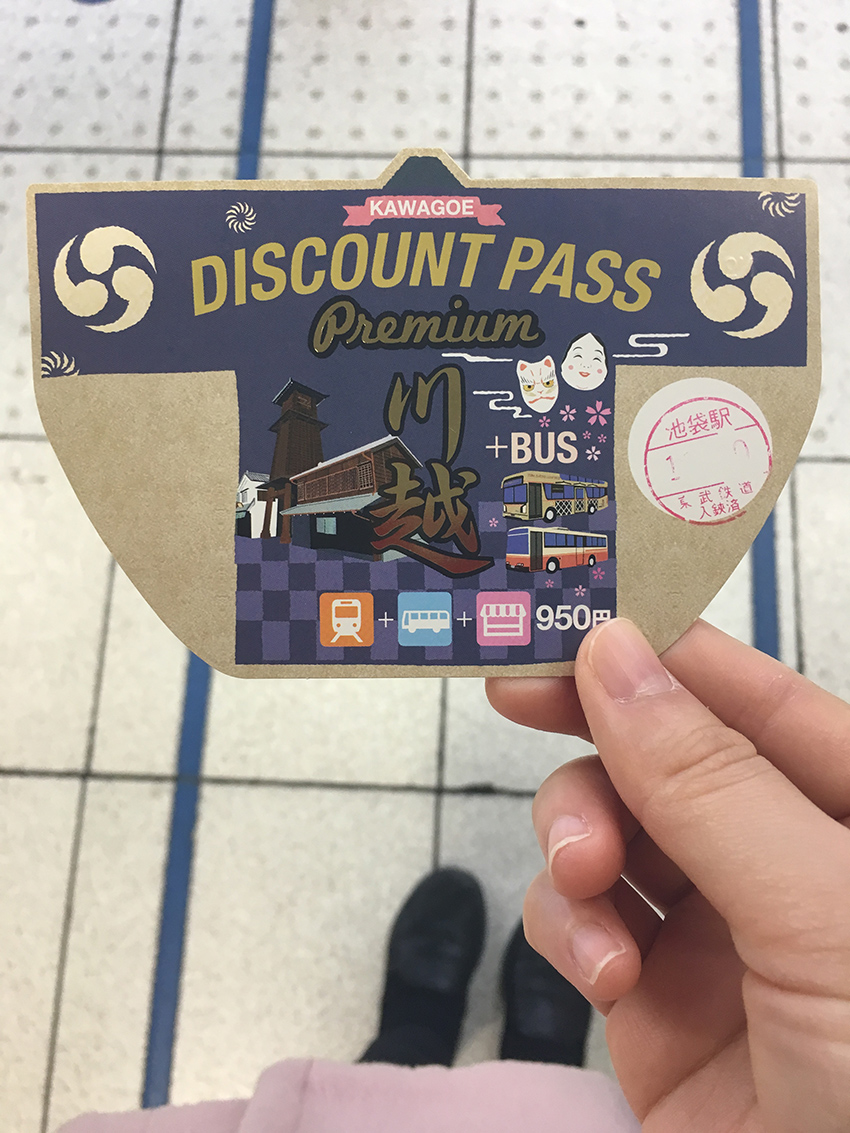 KAWAGOE
DISCOUNT PASS
Premium
川越
+BUS
池袋駅
東武鉄道
入鋏済
+
+
950円